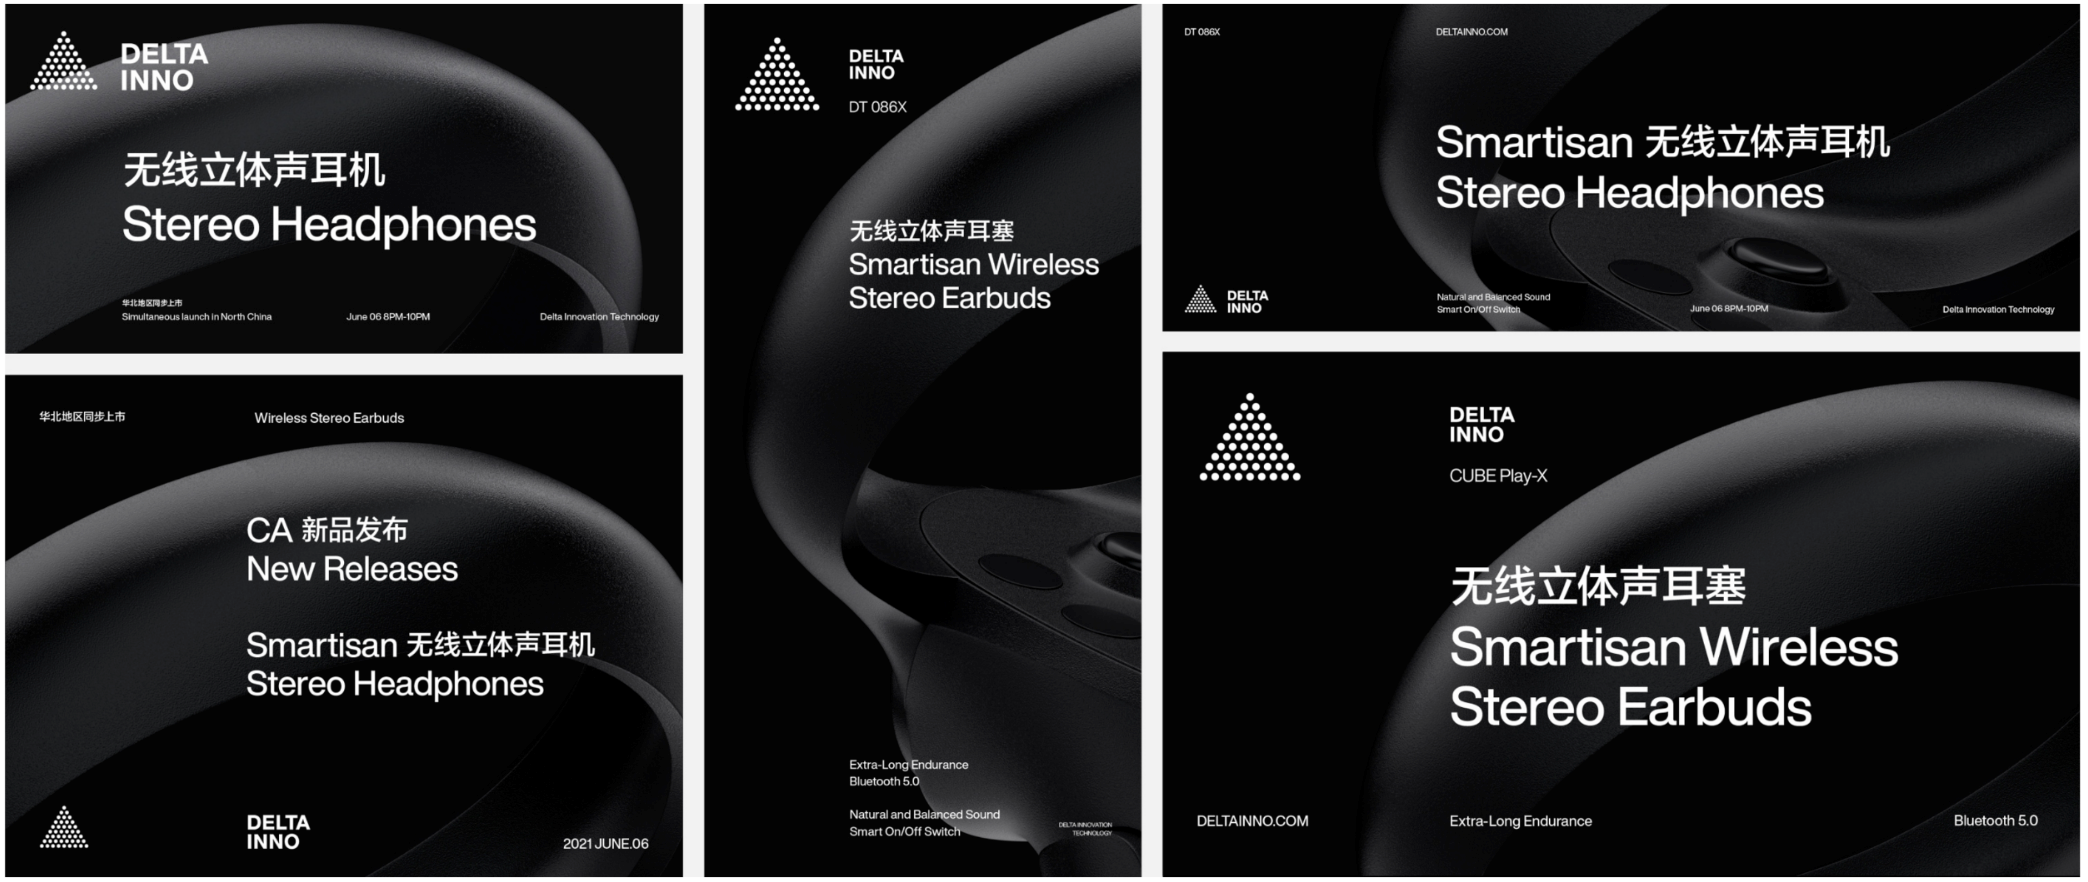 DELTA
INNO
无线立体声耳机
Stereo Headphones
华北地区同步上市
Simultaneous launch in North China
June 06 8PM-10PM
Delta Innovation Technology
华北地区同步上市
Wireless Stereo Earbuds
CA 新品发布
New Releases
Smartisan 无线立体声耳机
Stereo Headphones
DELTA
INNO
2021 JUNE.06
DELTA
INNO
DT 086X
无线立体声耳塞
Smartisan Wireless
Stereo Earbuds
Extra-Long Endurance
Bluetooth 5.0
Natural and Balanced Sound
Smart On/Off Switch
DELTA INNOVATION
TECHNOLOGY
DT 086X
DELTAINNO.COM
Smartisan 无线立体声耳机
Stereo Headphones
DELTA
INNO
Natural and Balanced Sound
Smart On/Off Switch
June 06 8PM-10PM
Delta Innovation Technology
DELTA
INNO
CUBE Play-X
无线立体声耳塞
Smartisan Wireless
Stereo Earbuds
DELTAINNO.COM
Extra-Long Endurance
Bluetooth 5.0